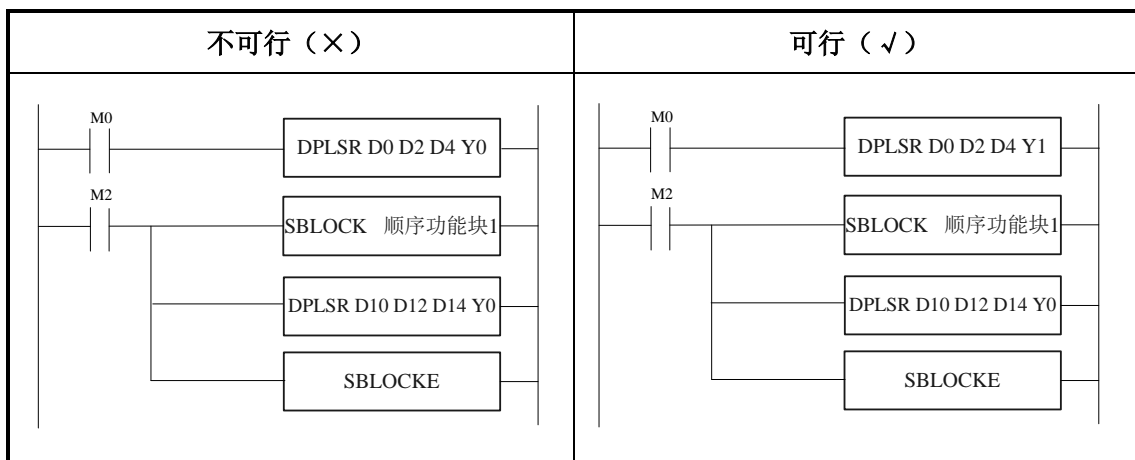 不可行（×）
可行（√）
M0
DPLSR D0 D2 D4 Y0
M2
SBLOCK 顺序功能块1
DPLSR D10 D12 D14 Y0
SBLOCKE
M0
DPLSR D0 D2 D4 Y1
M2
SBLOCK 顺序功能块1
DPLSR D10 D12 D14 Y0
SBLOCKE